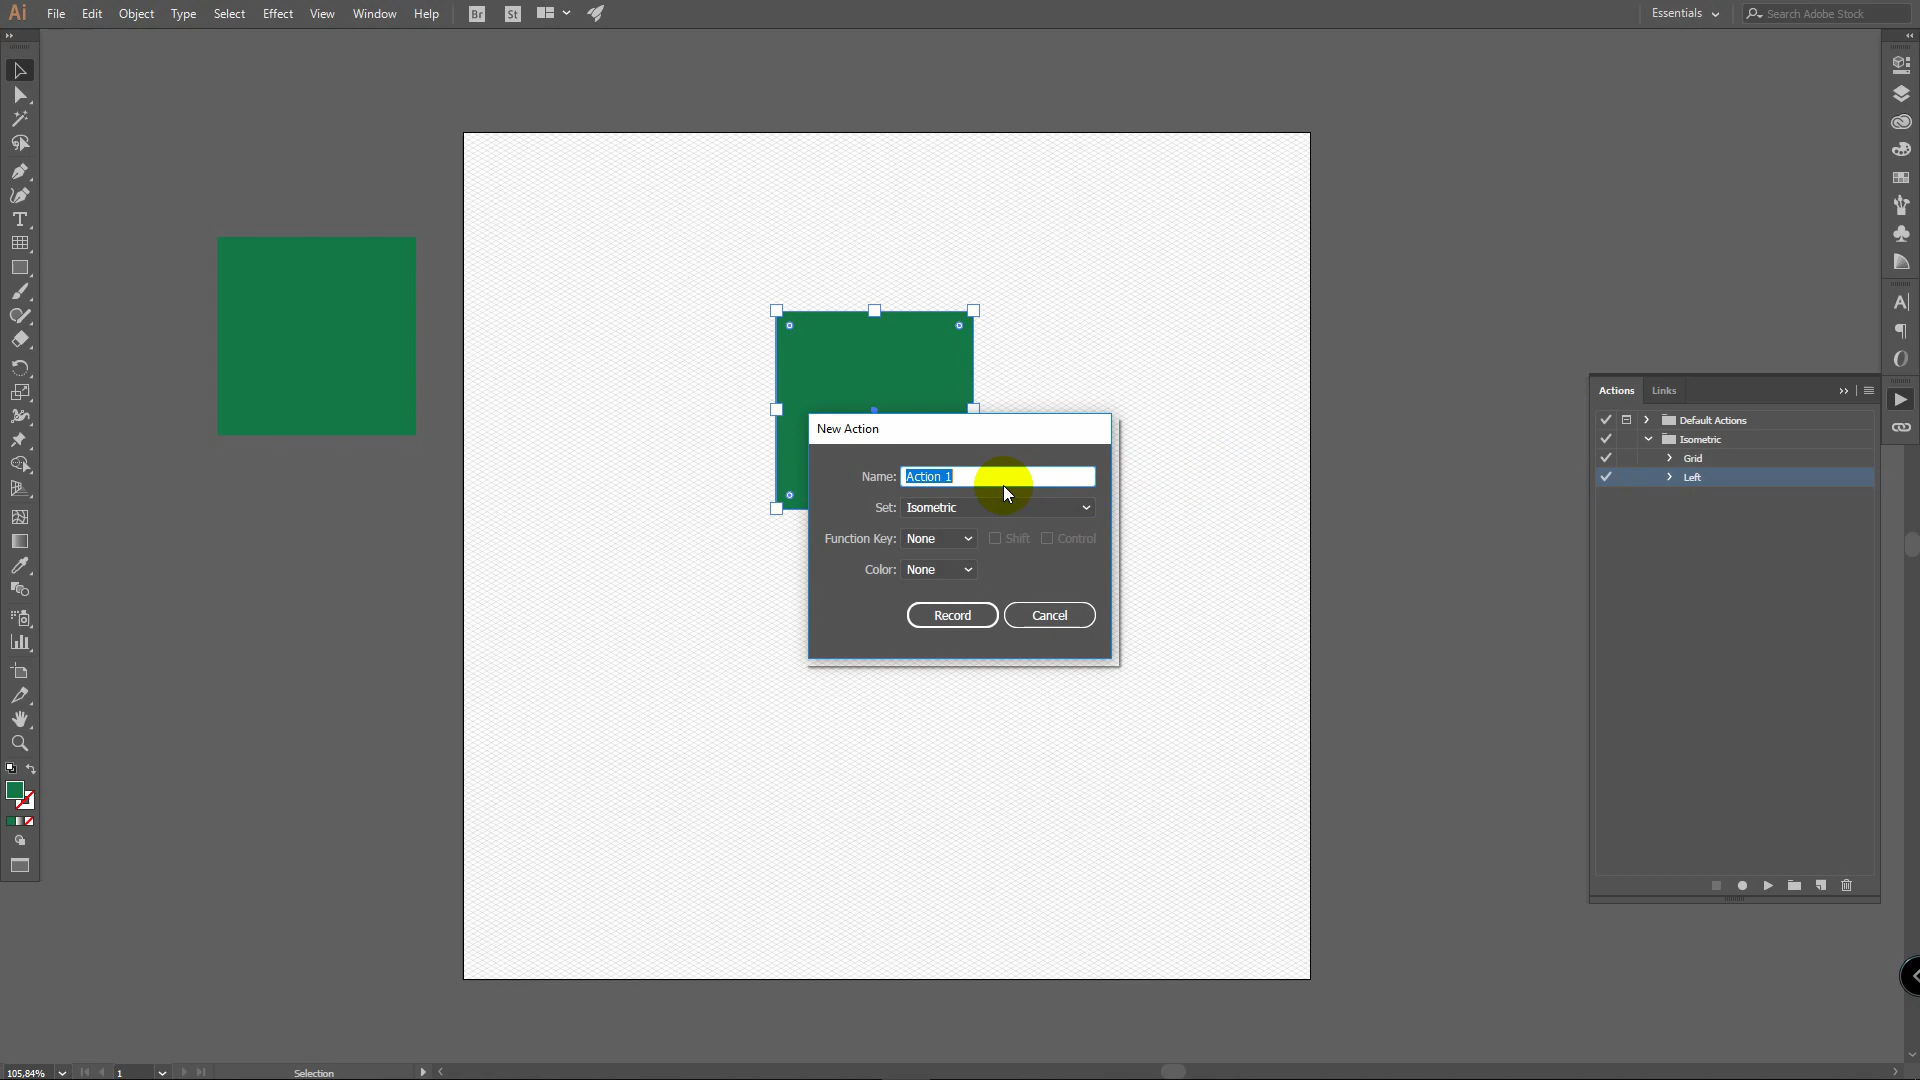 Ai File Edit Object Type Select Effect View Window Help Br St Essentials Search Adobe Stock
Actions Links
Default Actions
Isometric
Grid
Left
New Action
Name: Action 1
Set: Isometric
Function Key: None Shift Control
Color: None
Record Cancel
105,84% 1 Selection